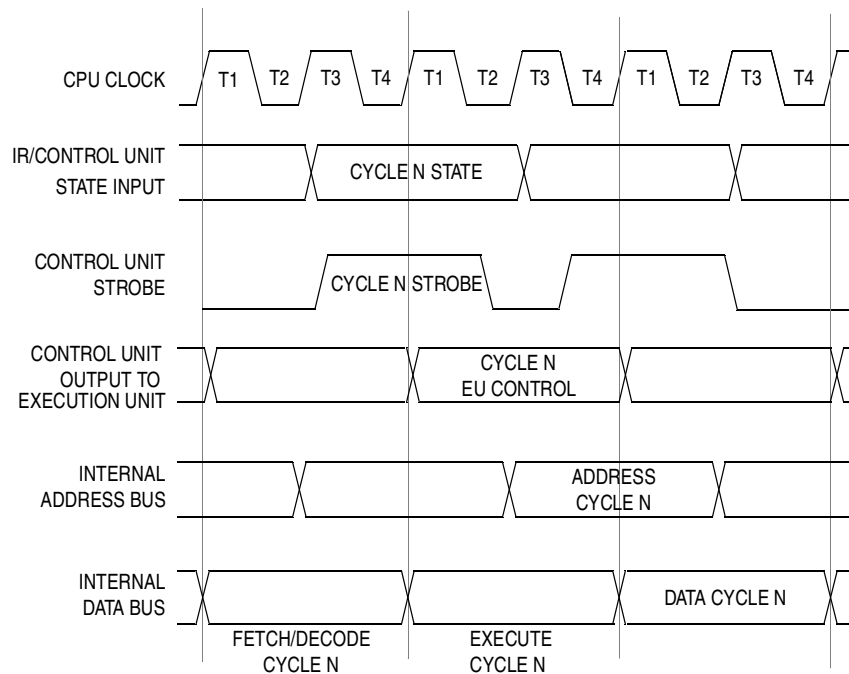 CPU CLOCK
T1 T2 T3 T4 T1 T2 T3 T4 T1 T2 T3 T4
IR/CONTROL UNIT
STATE INPUT
CYCLE N STATE
CONTROL UNIT
STROBE
CYCLE N STROBE
CONTROL UNIT
OUTPUT TO
EXECUTION UNIT
CYCLE N
EU CONTROL
INTERNAL
ADDRESS BUS
ADDRESS
CYCLE N
INTERNAL
DATA BUS
DATA CYCLE N
FETCH/DECODE
CYCLE N
EXECUTE
CYCLE N